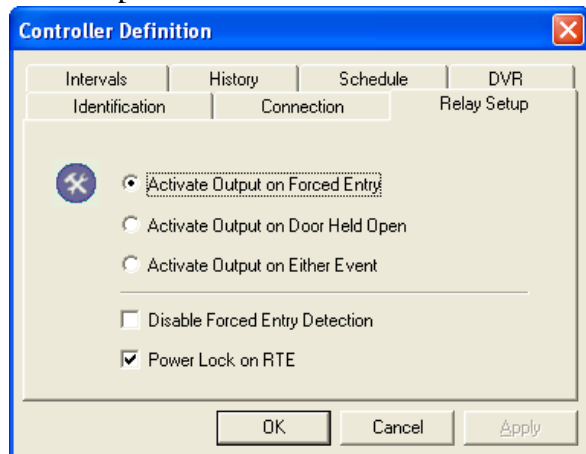 Controller Definition
Intervals History Schedule DVR
Identification Connection Relay Setup
Activate Output on Forced Entry
Activate Output on Door Held Open
Activate Output on Either Event
Disable Forced Entry Detection
Power Lock on RTE
OK Cancel Apply